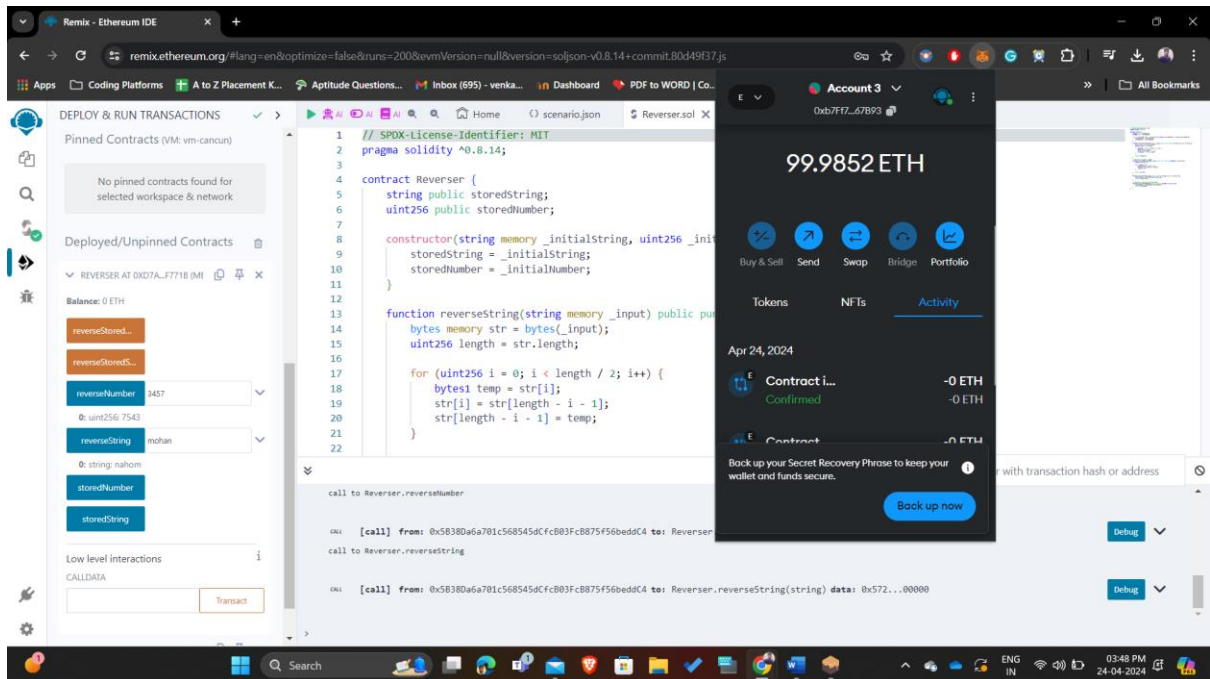 Remix - Ethereum IDE
remix.ethereum.org/#lang=en&optimize=false&runs=200&evmVersion=null&version=soljson-v0.8.14+commit.80d49f37.js
Apps Coding Platforms A to Z Placement K... Aptitude Questions... Inbox (695) - venka... Dashboard PDF to WORD | Co... » All Bookmarks
DEPLOY & RUN TRANSACTIONS
Pinned Contracts (VM: vm-cancun)
No pinned contracts found for
selected workspace & network
Deployed/Unpinned Contracts
REVERSER AT 0XD7A...F771B (ME
Balance: 0 ETH
reverseStored...
reverseStoredS...
reverseNumber 3457
0: uint256: 7543
reverseString mohan
0: string: nahom
storedNumber
storedString
Low level interactions i
CALLDATA
Transact
AI AI AI Home scenario.json Reverser.sol
1 // SPDX-License-Identifier: MIT
2 pragma solidity ^0.8.14;
3
4 contract Reverser {
5 string public storedString;
6 uint256 public storedNumber;
7
8 constructor(string memory _initialString, uint256 _init
9 storedString = _initialString;
10 storedNumber = _initialNumber;
11 }
12
13 function reverseString(string memory _input) public pur
14 bytes memory str = bytes(_input);
15 uint256 length = str.length;
16
17 for (uint256 i = 0; i < length / 2; i++) {
18 bytes1 temp = str[i];
19 str[i] = str[length - i - 1];
20 str[length - i - 1] = temp;
21 }
22
with transaction hash or address
call to Reverser.reverseNumber
CALL [call] from: 0x5B38Da6a701c568545dCfcB03FcB875f56beddC4 to: Reverser
Debug
call to Reverser.reverseString
CALL [call] from: 0x5B38Da6a701c568545dCfcB03FcB875f56beddC4 to: Reverser.reverseString(string) data: 0x572...00000
Debug
>
E Account 3
0xb7Ff7...67B93
99.9852 ETH
Buy & Sell Send Swap Bridge Portfolio
Tokens NFTs Activity
Apr 24, 2024
E Contract i... -0 ETH
Confirmed -0 ETH
E Contract -0 ETH
Back up your Secret Recovery Phrase to keep your
wallet and funds secure.
Back up now
Search
ENG
IN
03:48 PM
24-04-2024